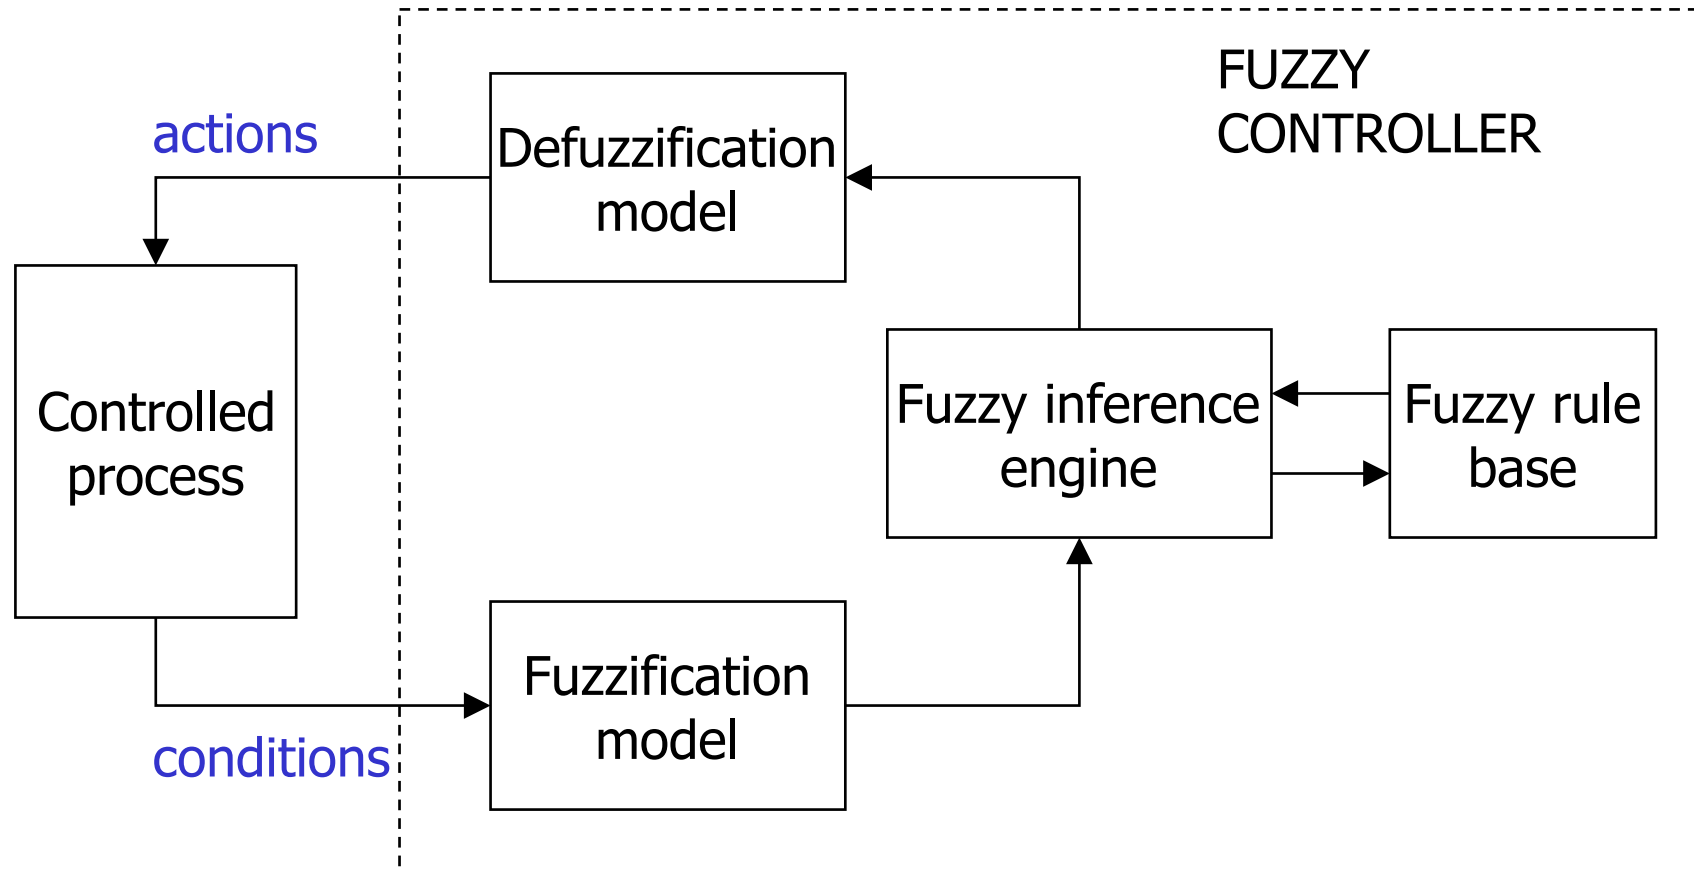 FUZZY
CONTROLLER
actions
Defuzzification
model
Controlled
process
Fuzzy inference
engine
Fuzzy rule
base
Fuzzification
model
conditions